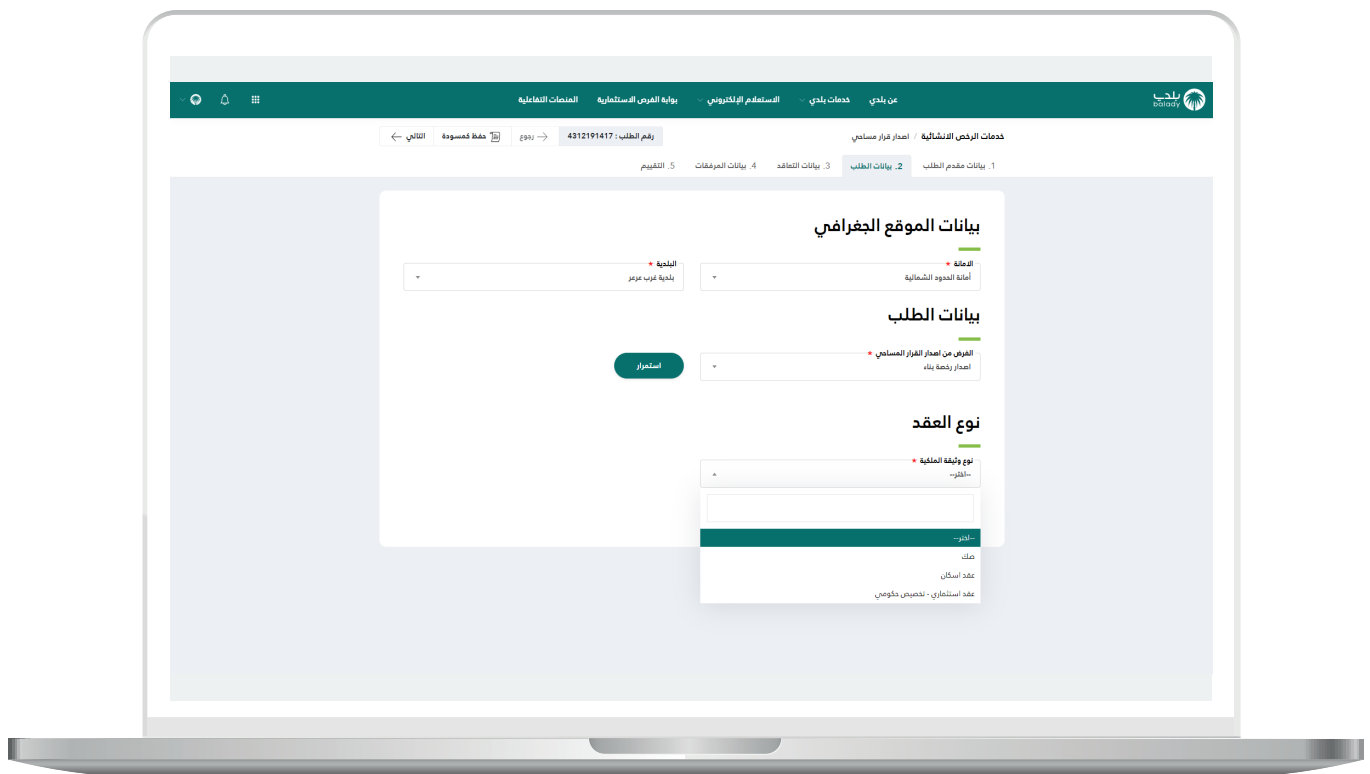 بلدي
balady
عن بلدي
خدمات بلدي
الاستعلام الإلكتروني
بوابة الفرص الاستثمارية
المنصات التفاعلية
خدمات الرخص الانشائية / اصدار قرار مساحي
رقم الطلب : 4312191417
رجوع
حفظ كمسودة
التالي
1. بيانات مقدم الطلب
2. بيانات الطلب
3. بيانات التعاقد
4. بيانات المرفقات
5. التقييم
بيانات الموقع الجغرافي
الامانة *
أمانة الحدود الشمالية
البلدية *
بلدية غرب عرعر
بيانات الطلب
الغرض من اصدار القرار المساحي *
اصدار رخصة بناء
استمرار
نوع العقد
نوع وثيقة الملكية *
--اختر--
--اختر--
صك
عقد اسكان
عقد استثماري - تخصيص حكومي